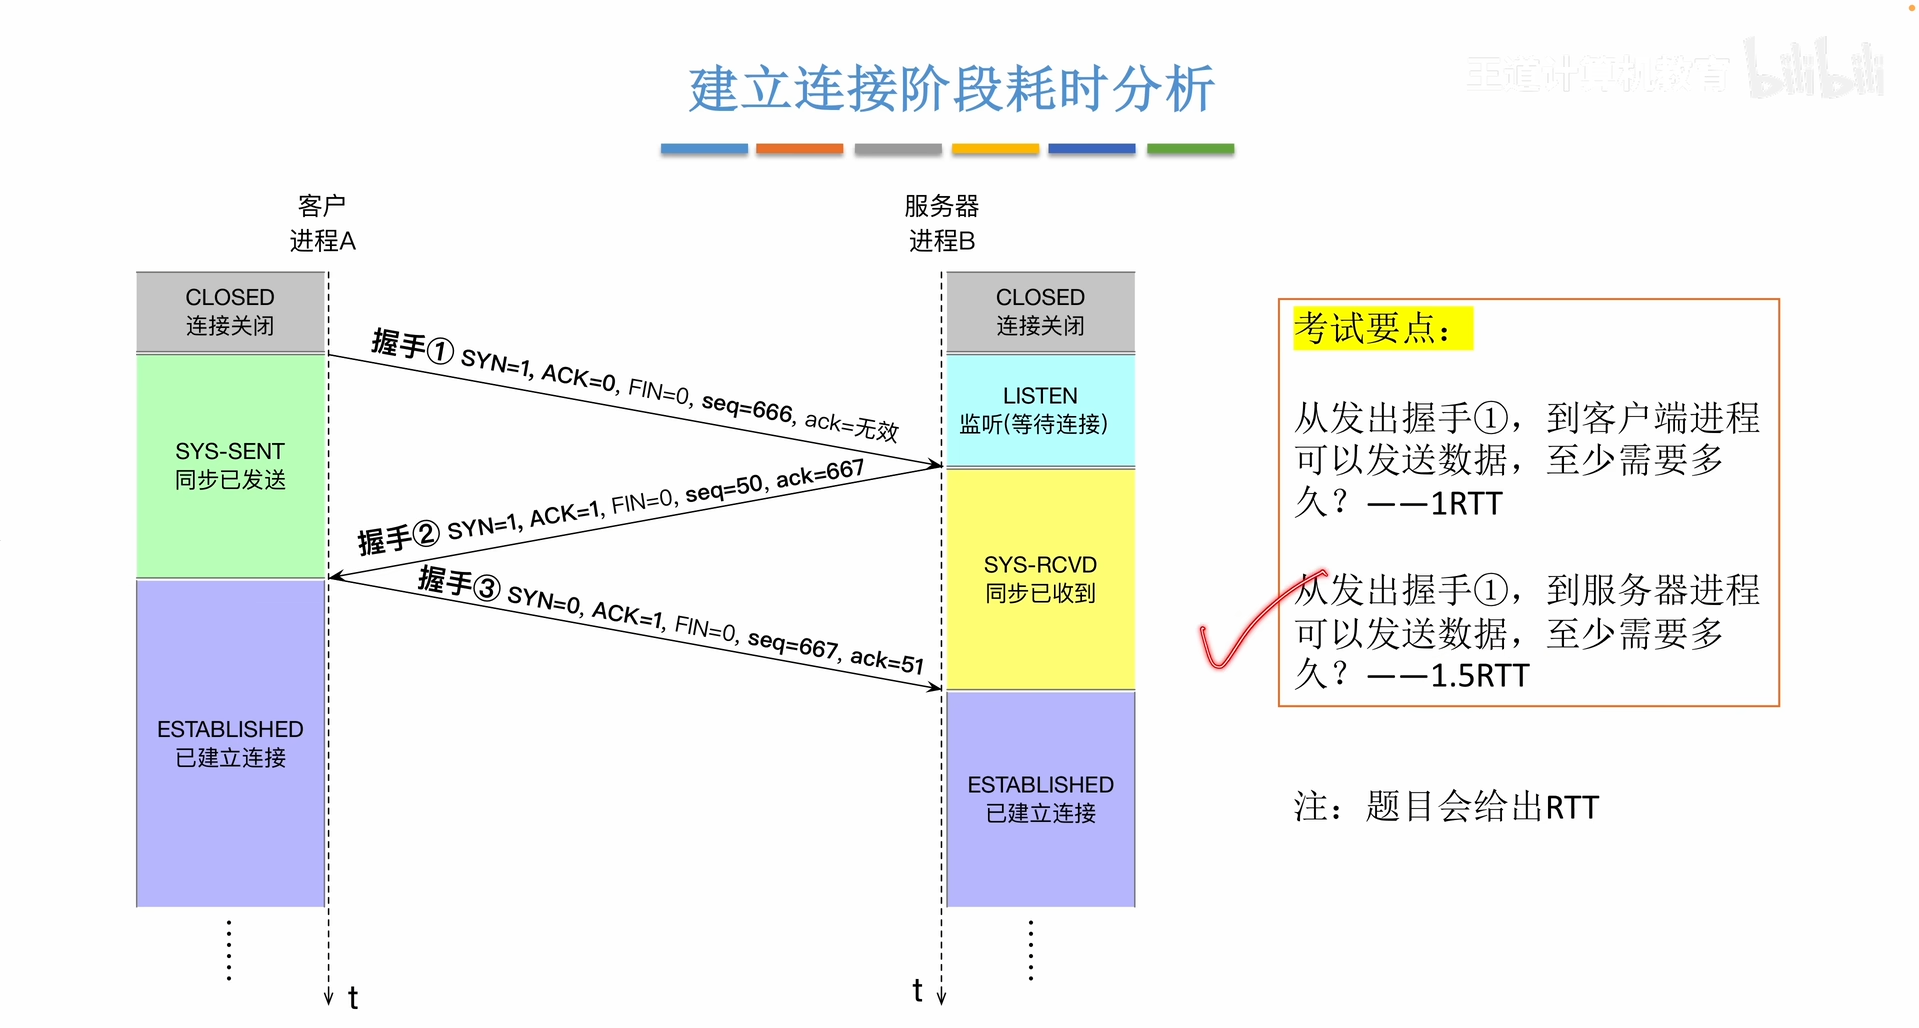 王道计算机教育 bilibili
建立连接阶段耗时分析
客户
进程A
服务器
进程B
CLOSED
连接关闭
SYS-SENT
同步已发送
ESTABLISHED
已建立连接
握手① SYN=1, ACK=0, FIN=0, seq=666, ack=无效
握手② SYN=1, ACK=1, FIN=0, seq=50, ack=667
握手③ SYN=0, ACK=1, FIN=0, seq=667, ack=51
CLOSED
连接关闭
LISTEN
监听(等待连接)
SYS-RCVD
同步已收到
ESTABLISHED
已建立连接
t
t
考试要点：
从发出握手①，到客户端进程
可以发送数据，至少需要多
久？——1RTT
从发出握手①，到服务器进程
可以发送数据，至少需要多
久？——1.5RTT
注：题目会给出RTT